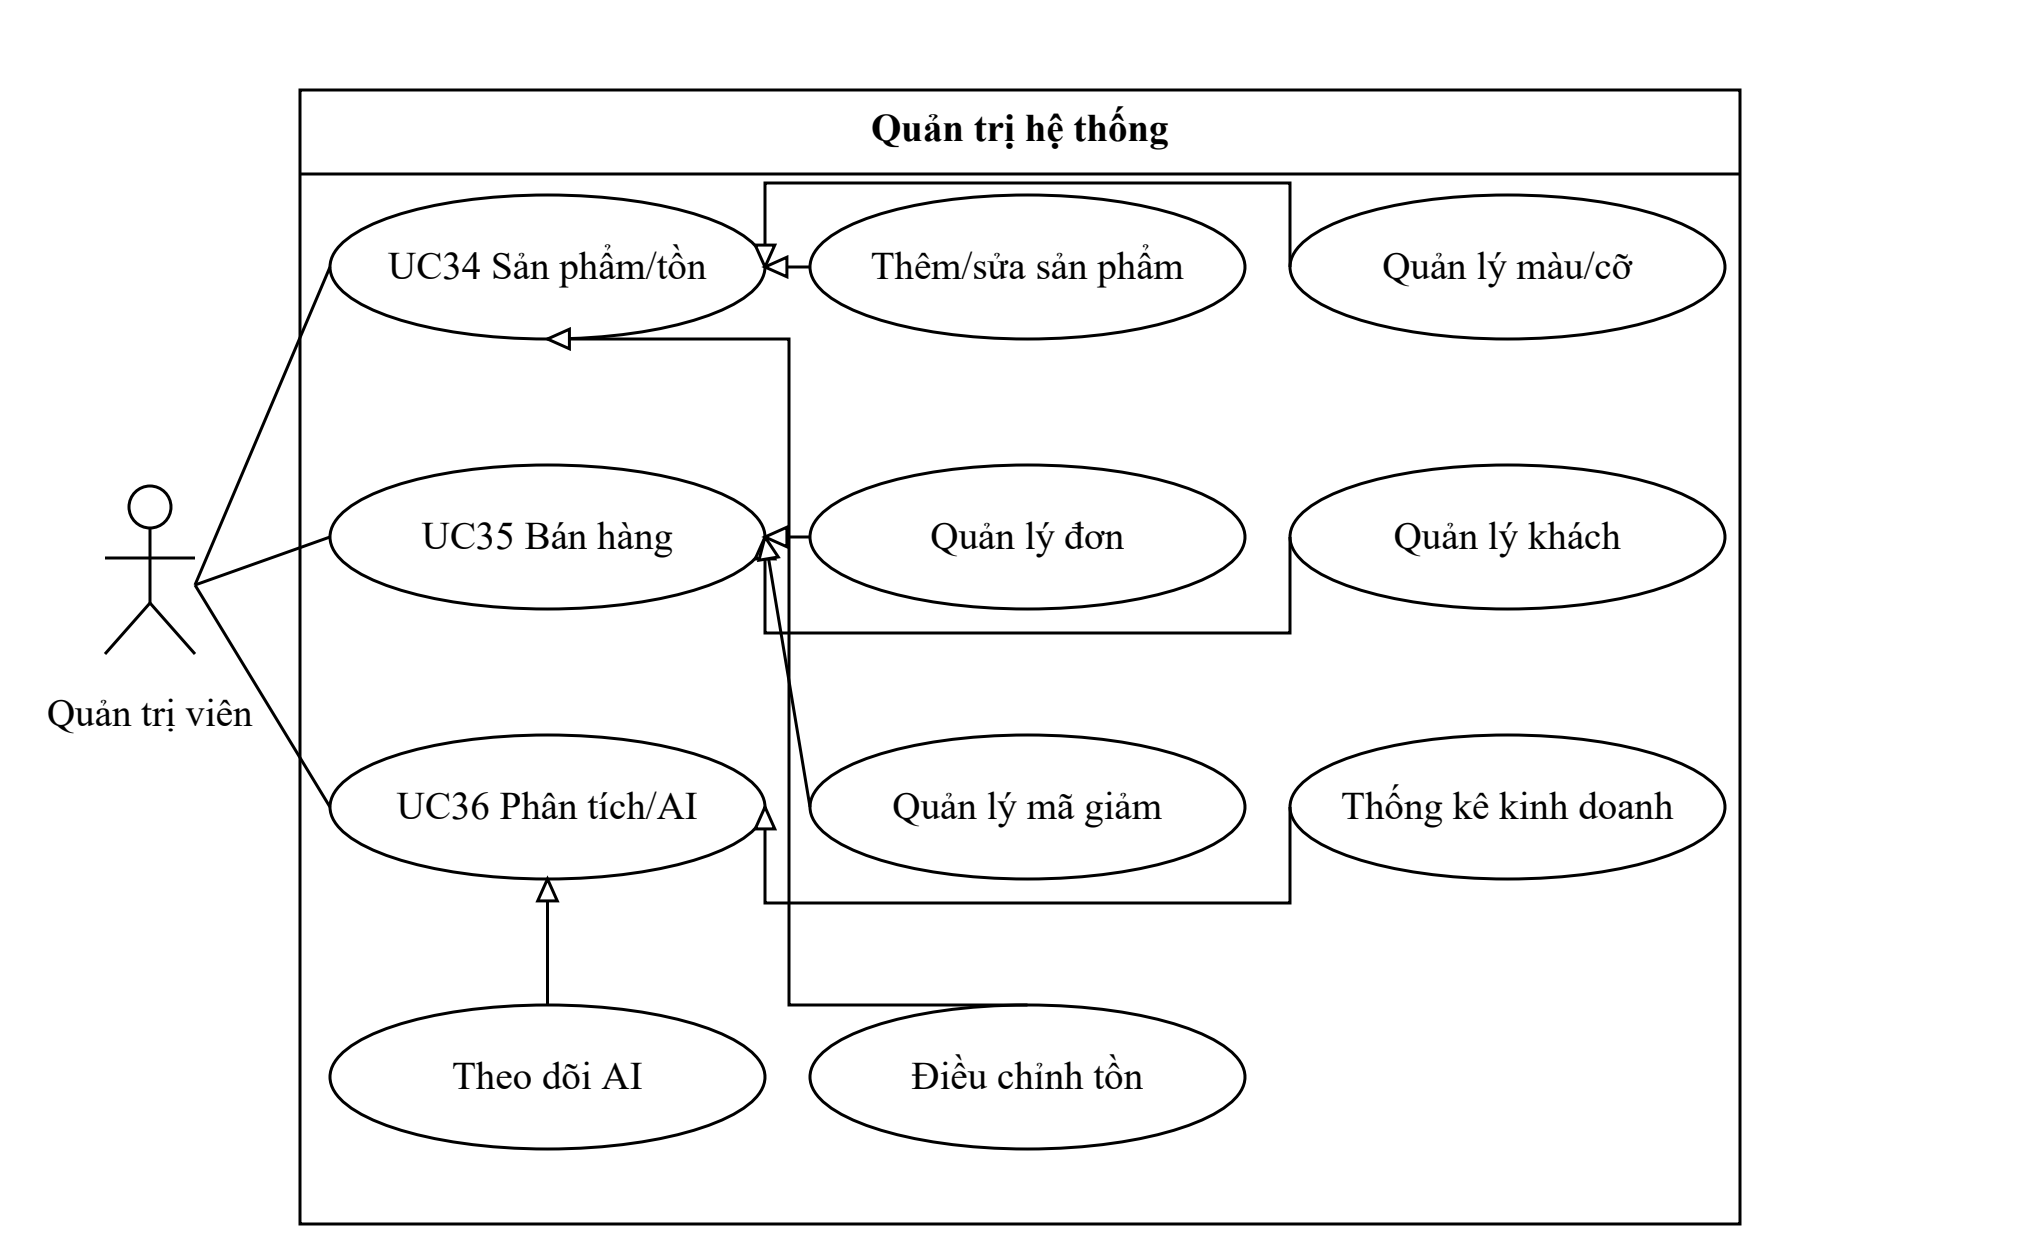 Quản trị hệ thống
UC34 Sản phẩm/tồn
Thêm/sửa sản phẩm
Quản lý màu/cỡ
UC35 Bán hàng
Quản lý đơn
Quản lý khách
Quản trị viên
UC36 Phân tích/AI
Quản lý mã giảm
Thống kê kinh doanh
Theo dõi AI
Điều chỉnh tồn